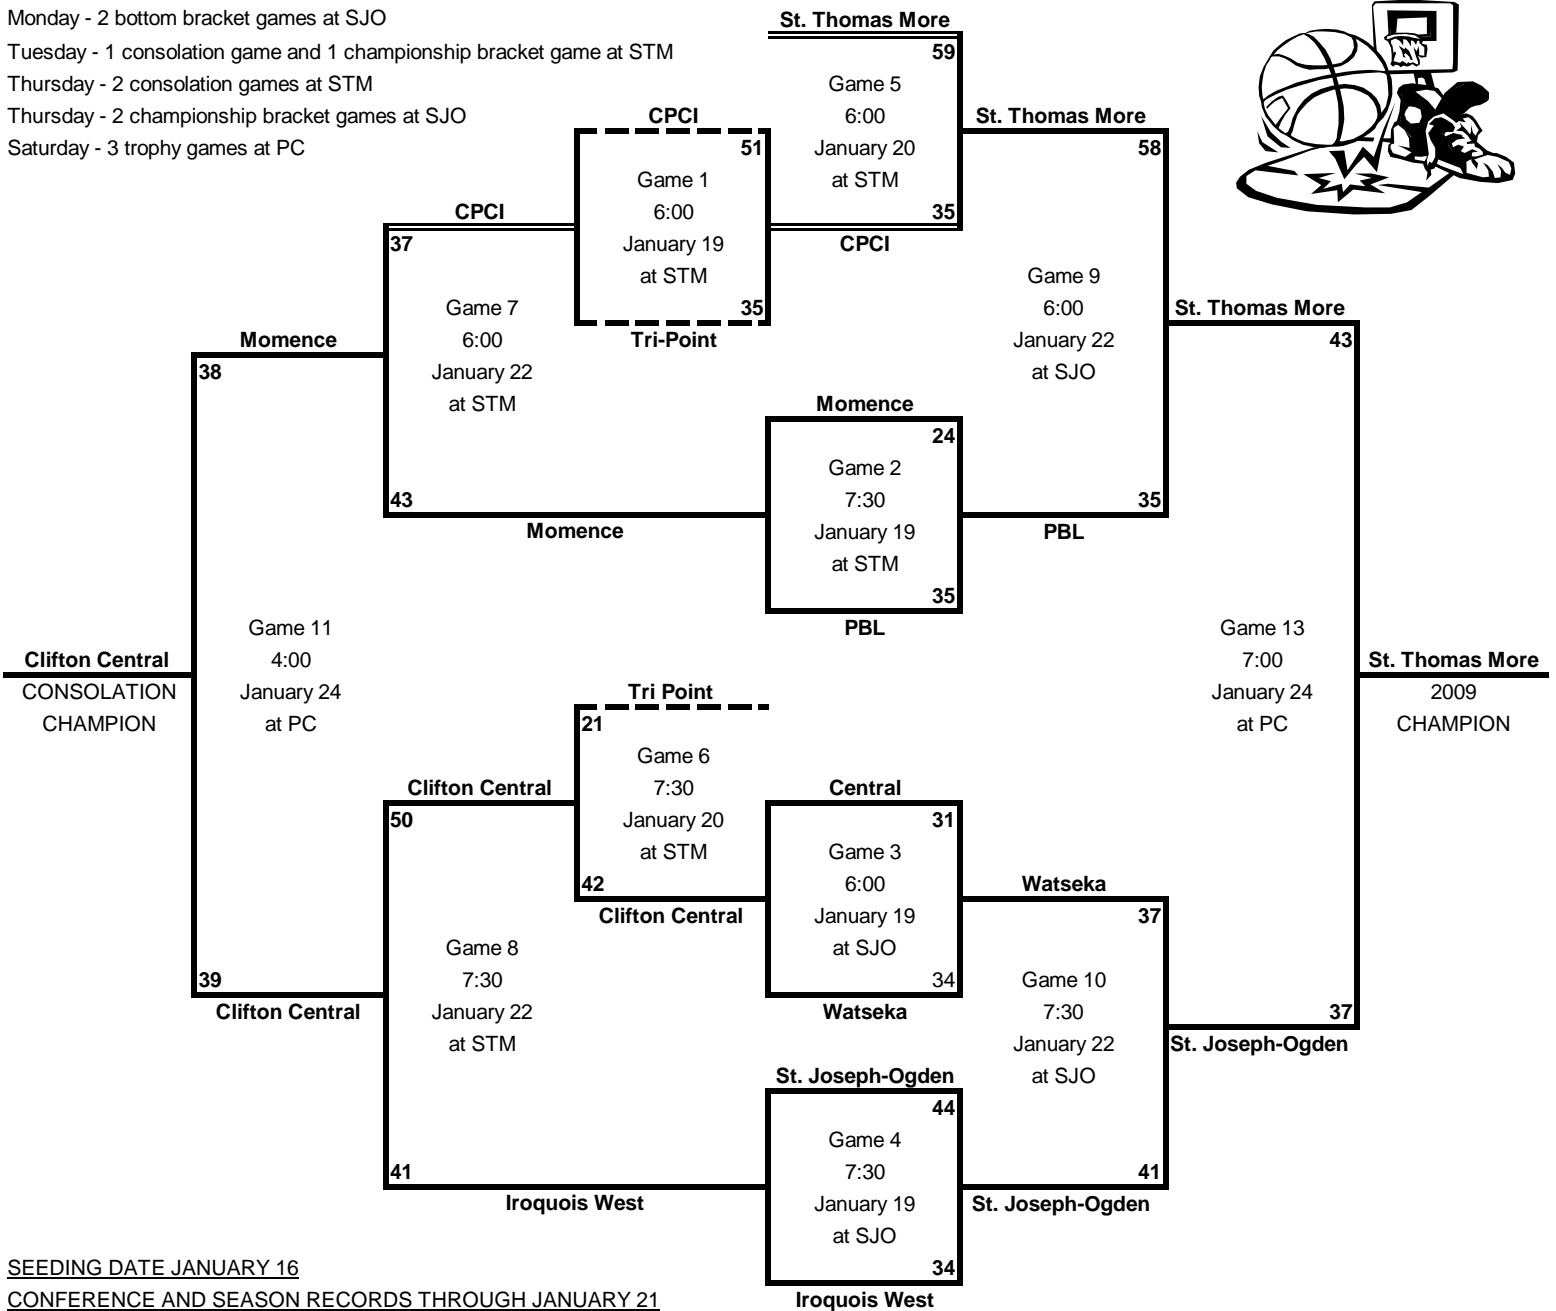 Monday - 2 bottom bracket games at SJO
St. Thomas More
Tuesday - 1 consolation game and 1 championship bracket game at STM
59
Thursday - 2 consolation games at STM
Game 5
Thursday - 2 championship bracket games at SJO
CPCI
6:00
St. Thomas More
Saturday - 3 trophy games at PC
51
January 20
58
Game 1
at STM
CPCI
6:00
35
37
January 19
CPCI
at STM
Game 9
Game 7
35
6:00
St. Thomas More
Momence
6:00
Tri-Point
January 22
43
38
January 22
at SJO
at STM
Momence
24
Game 2
43
7:30
35
Momence
January 19
PBL
at STM
35
Game 11
PBL
Game 13
Clifton Central
4:00
7:00
St. Thomas More
CONSOLATION
January 24
Tri Point
January 24
2009
CHAMPION
at PC
21
at PC
CHAMPION
Game 6
Clifton Central
7:30
Central
50
January 20
31
at STM
Game 3
42
6:00
Watseka
Clifton Central
January 19
37
Game 8
at SJO
39
7:30
34
Game 10
Clifton Central
January 22
Watseka
7:30
37
at STM
January 22
St. Joseph-Ogden
St. Joseph-Ogden
at SJO
44
Game 4
41
7:30
41
Iroquois West
January 19
St. Joseph-Ogden
at SJO
SEEDING DATE JANUARY 16
34
CONFERENCE AND SEASON RECORDS THROUGH JANUARY 21
Iroquois West